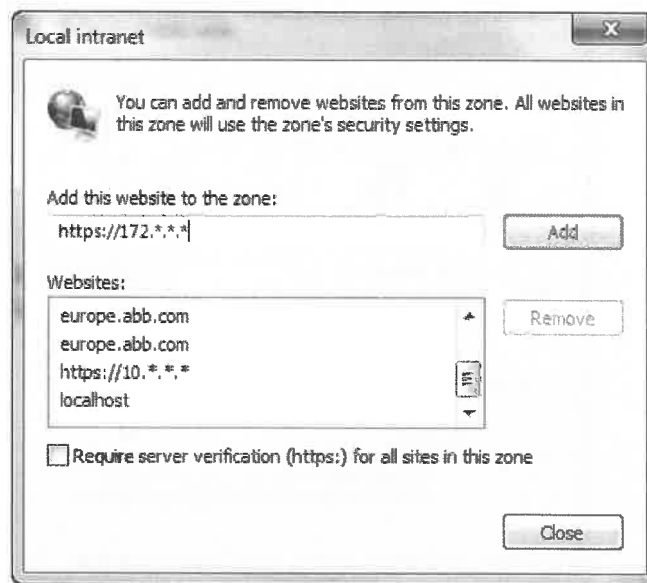 Local intranet
You can add and remove websites from this zone. All websites in
this zone will use the zone's security settings.
Add this website to the zone:
https://172.*.*.*
Add
Websites:
europe.abb.com
europe.abb.com
https://10.*.*.*
localhost
Remove
Require server verification (https:) for all sites in this zone
Close